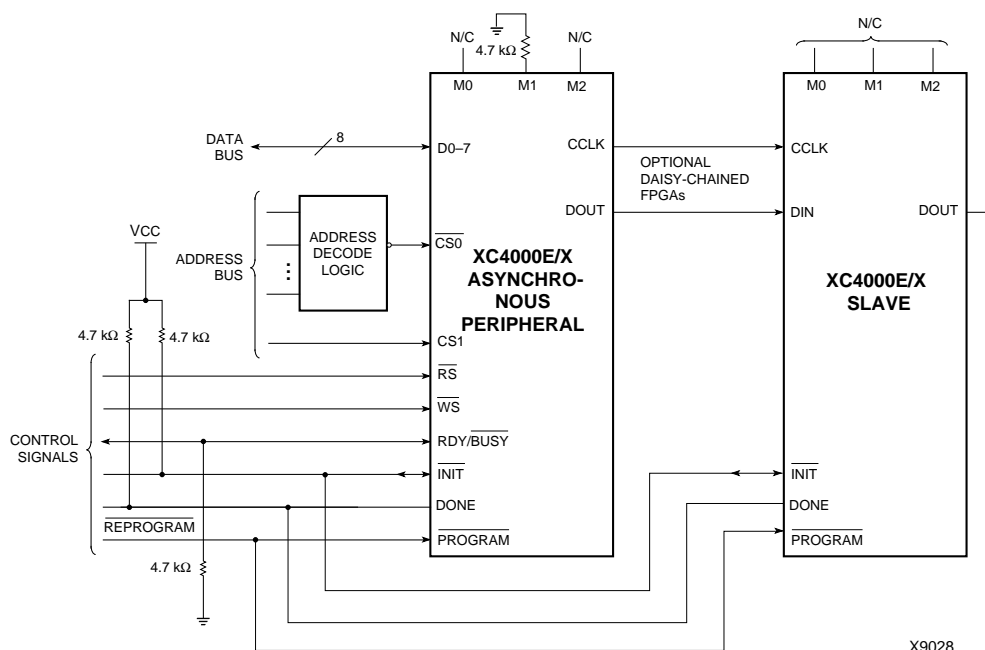 N/C
4.7 kΩ
N/C
N/C
M0
M1
M2
M0
M1
M2
DATA
BUS
8
D0–7
CCLK
CCLK
OPTIONAL
DAISY-CHAINED
FPGAs
DOUT
DIN
DOUT
ADDRESS
BUS
ADDRESS
DECODE
LOGIC
CS0
XC4000E/X
ASYNCHRO-
NOUS
PERIPHERAL
XC4000E/X
SLAVE
VCC
4.7 kΩ
4.7 kΩ
CS1
RS
WS
CONTROL
SIGNALS
RDY/BUSY
INIT
INIT
DONE
DONE
REPROGRAM
PROGRAM
PROGRAM
4.7 kΩ
X9028